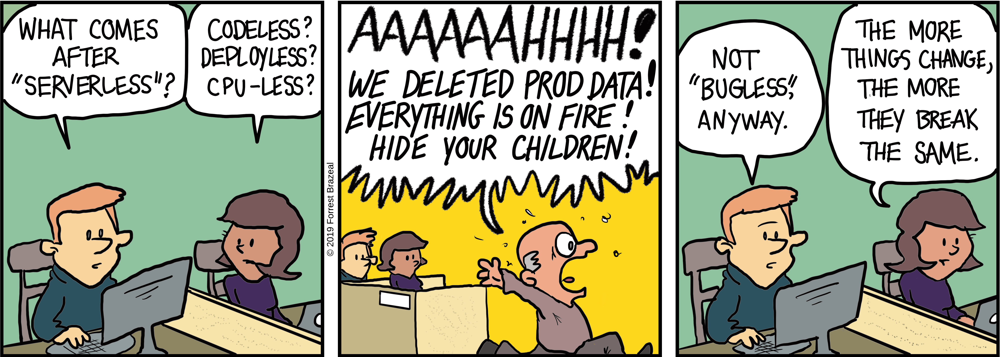 WHAT COMES
AFTER
"SERVERLESS"?
CODELESS?
DEPLOYLESS?
CPU-LESS?
© 2019 Forrest Brazeal
AAAAAAHHHH!
WE DELETED PROD DATA!
EVERYTHING IS ON FIRE!
HIDE YOUR CHILDREN!
NOT
"BUGLESS",
ANYWAY.
THE MORE
THINGS CHANGE,
THE MORE
THEY BREAK
THE SAME.